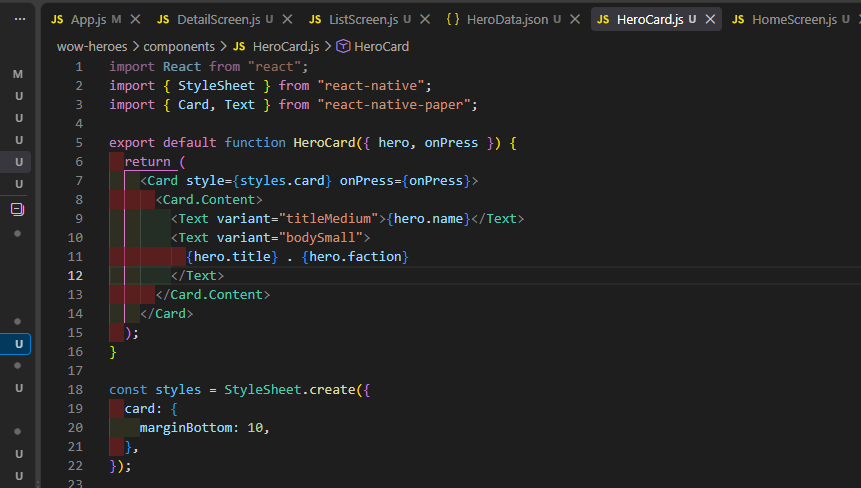 ... JS App.js M × JS DetailScreen.js U × JS ListScreen.js U × {} HeroData.json U × JS HeroCard.js U × JS HomeScreen.js U
wow-heroes > components > JS HeroCard.js > HeroCard
1 import React from "react";
2 import { StyleSheet } from "react-native";
3 import { Card, Text } from "react-native-paper";
4
5 export default function HeroCard({ hero, onPress }) {
6 return (
7 <Card style={styles.card} onPress={onPress}>
8 <Card.Content>
9 <Text variant="titleMedium">{hero.name}</Text>
10 <Text variant="bodySmall">
11 {hero.title} . {hero.faction}
12 </Text>
13 </Card.Content>
14 </Card>
15 );
16 }
17
18 const styles = StyleSheet.create({
19 card: {
20 marginBottom: 10,
21 },
22 });
23
M
U
U
U
U
U
U
U
U
U